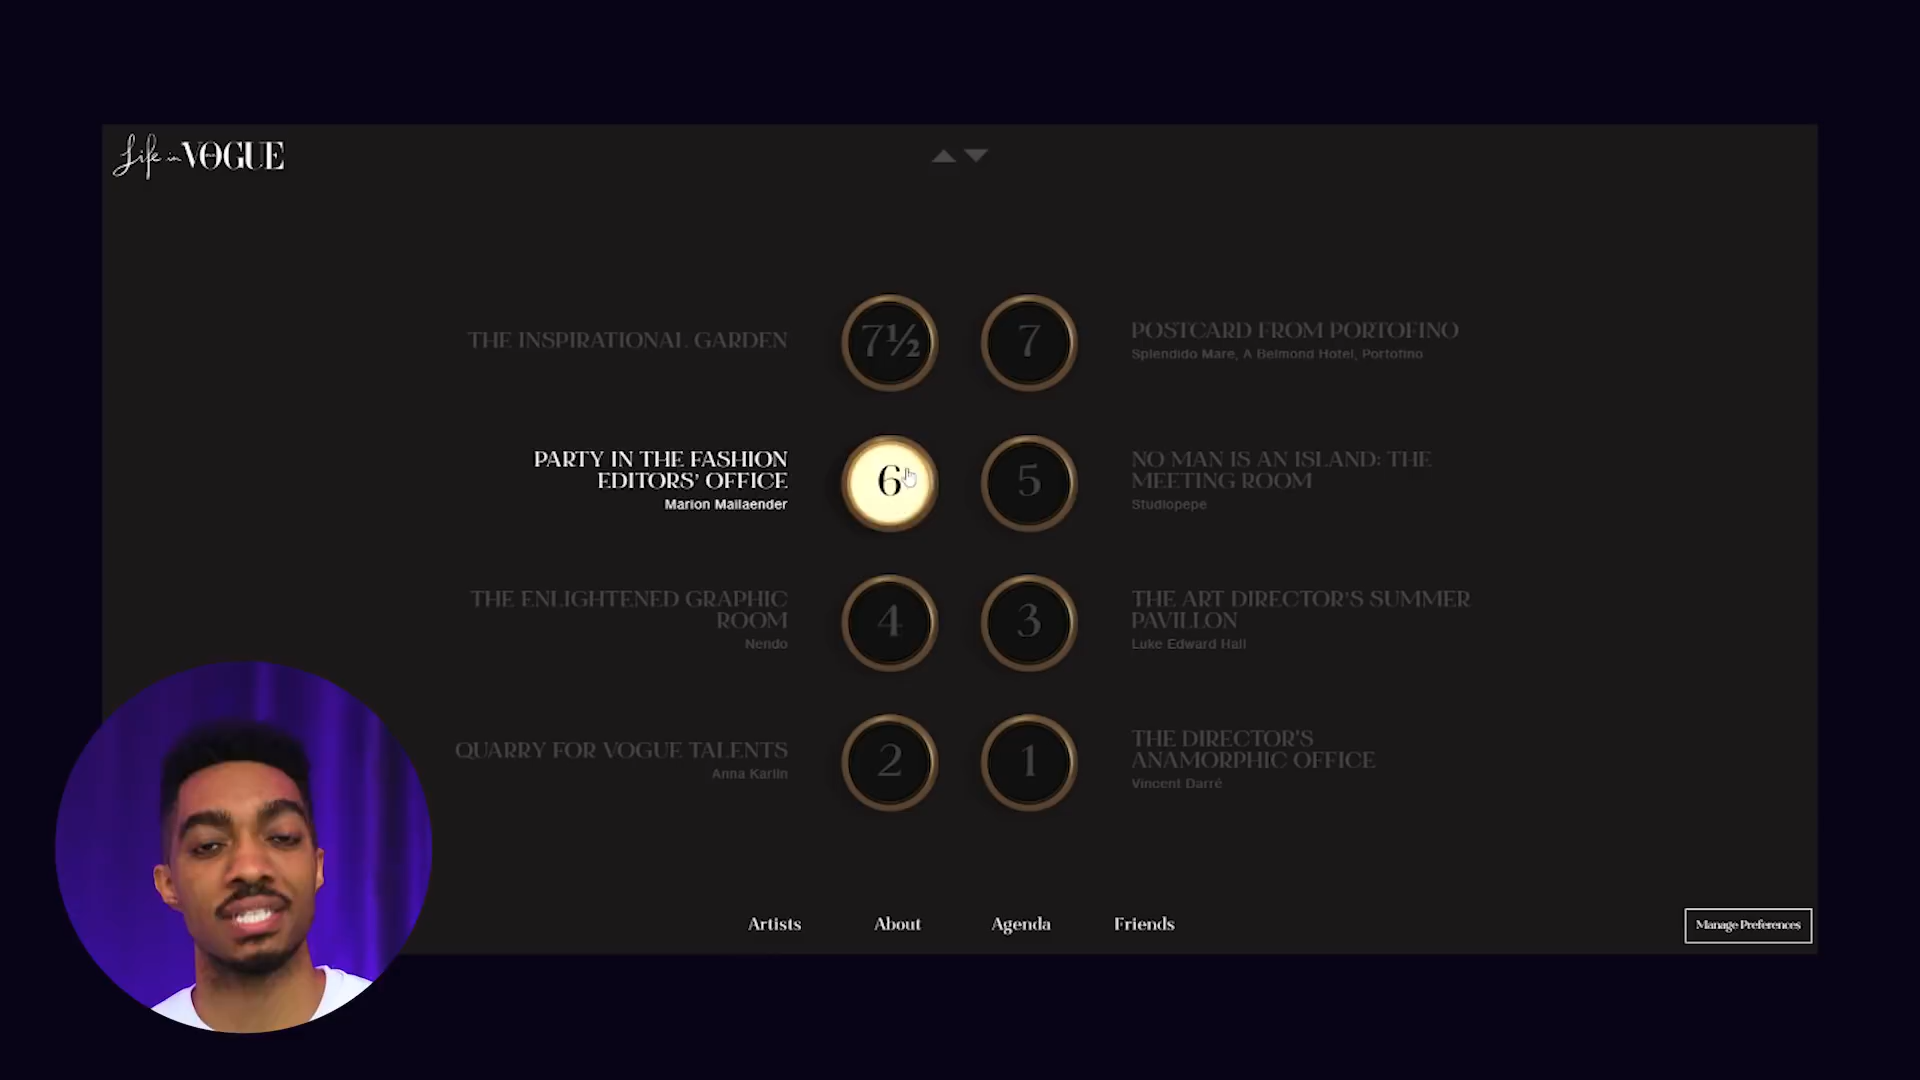 Life in VOGUE
THE INSPIRATIONAL GARDEN
7½
7
POSTCARD FROM PORTOFINO
Splendido Mare, A Belmond Hotel, Portofino
PARTY IN THE FASHION
EDITORS' OFFICE
Marion Mailaender
6
5
NO MAN IS AN ISLAND: THE
MEETING ROOM
Studiopepe
THE ENLIGHTENED GRAPHIC
ROOM
Nendo
4
3
THE ART DIRECTOR'S SUMMER
PAVILLON
Luke Edward Hall
QUARRY FOR VOGUE TALENTS
Anna Karlin
2
1
THE DIRECTOR'S
ANAMORPHIC OFFICE
Vincent Darré
Artists
About
Agenda
Friends
Manage Preferences